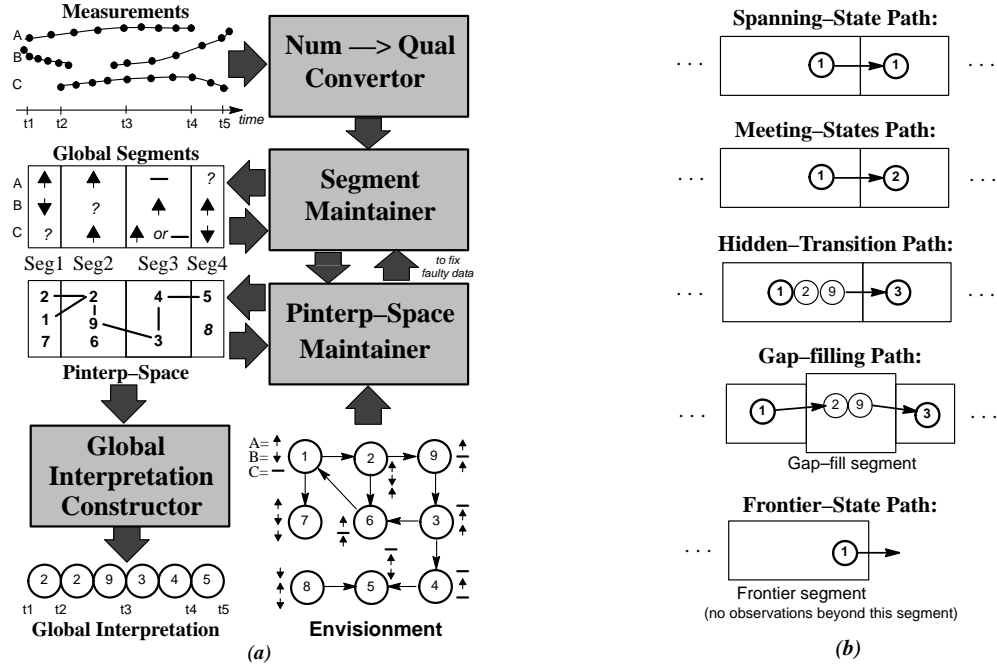 Measurements
A
B
C
t1 t2 t3 t4 t5 time
Num —> Qual
Convertor
Global Segments
A — ?
B ?
C ? or —
Seg1 Seg2 Seg3 Seg4
Segment
Maintainer
to fix
faulty data
2 2 4 5
1 9 8
7 6 3
Pinterp–Space
Pinterp–Space
Maintainer
Global
Interpretation
Constructor
2 2 9 3 4 5
t1 t2 t3 t4 t5
Global Interpretation
A=
B=
C= —
1 2 9
7 6 3
8 5 4
Envisionment
(a)
Spanning–State Path:
. . . 1 1 . . .
Meeting–States Path:
. . . 1 2 . . .
Hidden–Transition Path:
. . . 1 2 9 3 . . .
Gap–filling Path:
. . . 1 2 9 3 . . .
Gap–fill segment
Frontier–State Path:
. . . 1
Frontier segment
(no observations beyond this segment)
(b)